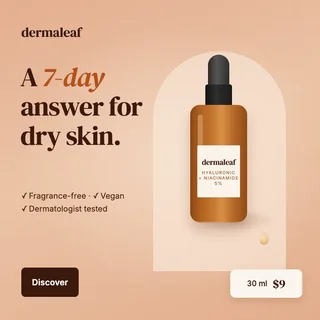 dermaleaf
A 7-day
answer for
dry skin.
✓ Fragrance-free · ✓ Vegan
✓ Dermatologist tested
dermaleaf
HYALURONIC
+ NIACINAMIDE
5%
Discover
30 ml $9